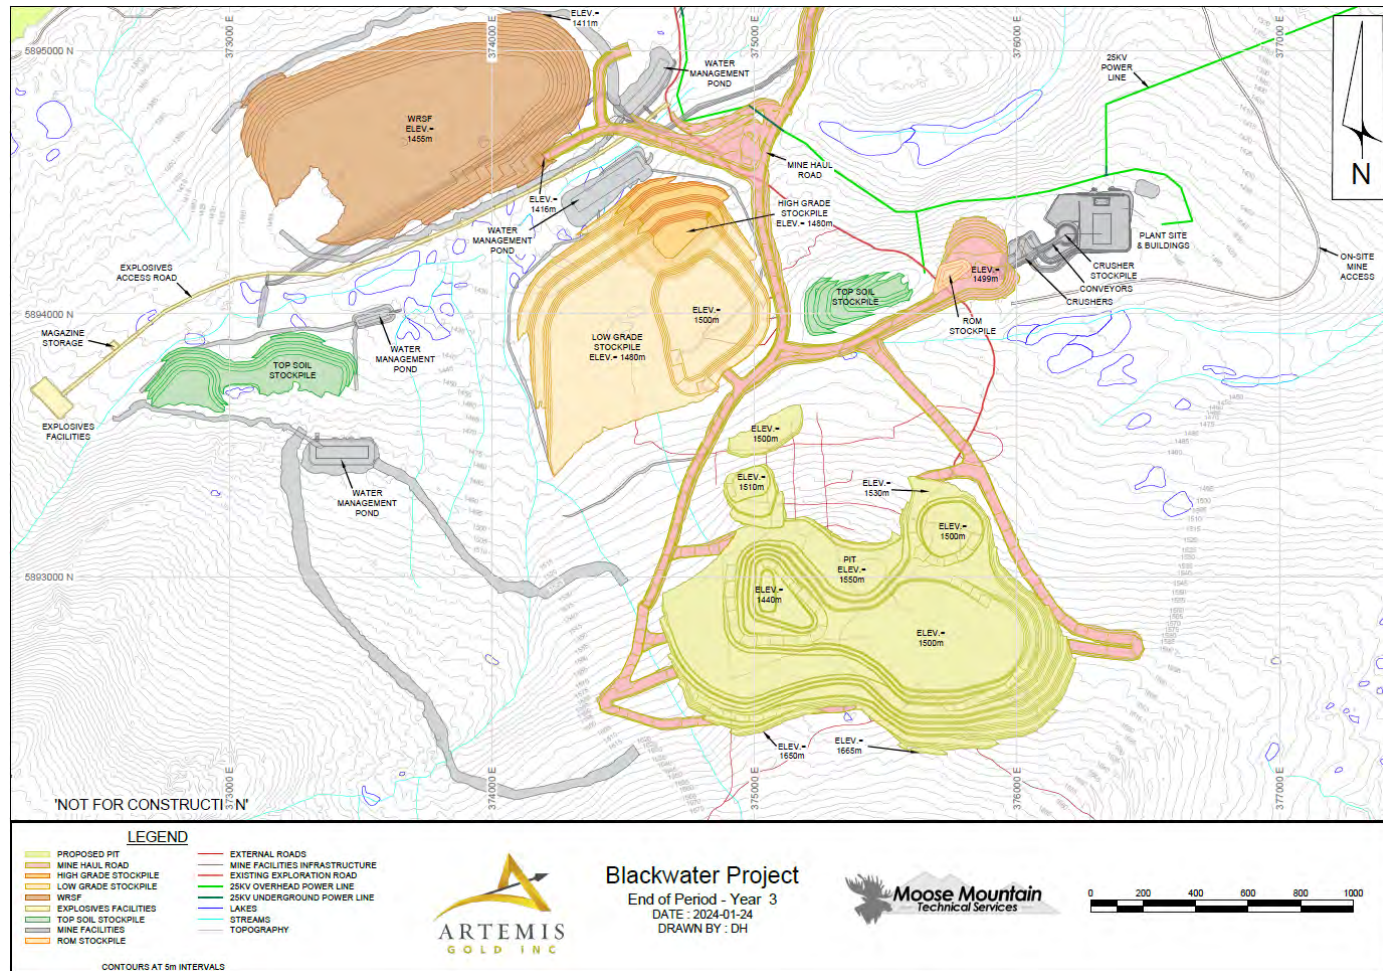 ELEV.=
1411m
5895000 N
373000 E
374000 E
375000 E
376000 E
377000 E
WATER
MANAGEMENT
POND
25KV
POWER
LINE
N
WRSF
ELEV.=
1455m
MINE HAUL
ROAD
ELEV.=
1416m
HIGH GRADE
STOCKPILE
ELEV.= 1480m
WATER
MANAGEMENT
POND
PLANT SITE
& BUILDINGS
ON-SITE
MINE
ACCESS
EXPLOSIVES
ACCESS ROAD
CRUSHER
STOCKPILE
CONVEYORS
CRUSHERS
ELEV.=
1499m
TOP SOIL
STOCKPILE
ROM
STOCKPILE
5894000 N
ELEV.=
1500m
MAGAZINE
STORAGE
LOW GRADE
STOCKPILE
ELEV.= 1480m
WATER
MANAGEMENT
POND
TOP SOIL
STOCKPILE
EXPLOSIVES
FACILITIES
ELEV.=
1500m
ELEV.=
1510m
ELEV.=
1530m
WATER
MANAGEMENT
POND
ELEV.=
1500m
5893000 N
PIT
ELEV.=
1550m
ELEV.=
1440m
ELEV.=
1500m
ELEV.=
1650m
ELEV.=
1665m
373000 E
374000 E
375000 E
376000 E
377000 E
'NOT FOR CONSTRUCTI N'
LEGEND
PROPOSED PIT
MINE HAUL ROAD
HIGH GRADE STOCKPILE
LOW GRADE STOCKPILE
WRSF
EXPLOSIVES FACILITIES
TOP SOIL STOCKPILE
MINE FACILITIES
ROM STOCKPILE
EXTERNAL ROADS
MINE FACILITIES INFRASTRUCTURE
EXISTING EXPLORATION ROAD
25KV OVERHEAD POWER LINE
25KV UNDERGROUND POWER LINE
LAKES
STREAMS
TOPOGRAPHY
CONTOURS AT 5m INTERVALS
ARTEMIS
GOLD INC
Blackwater Project
End of Period - Year 3
DATE : 2024-01-24
DRAWN BY : DH
Moose Mountain
Technical Services
0 200 400 600 800 1000